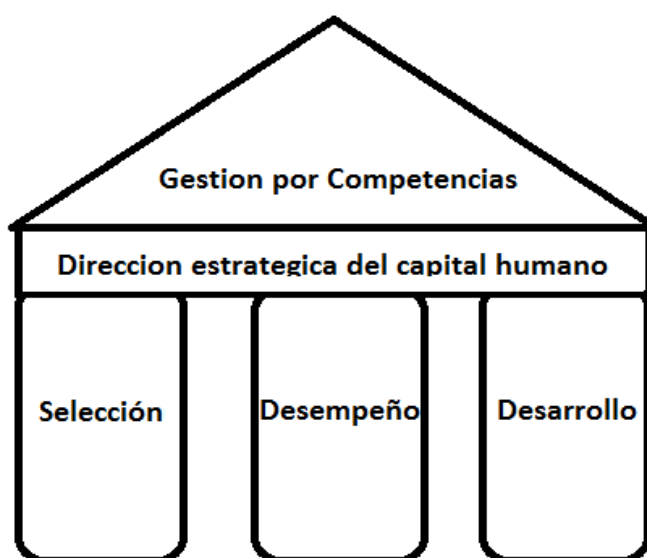 Gestion por Competencias
Direccion estrategica del capital humano
Selección
Desempeño
Desarrollo